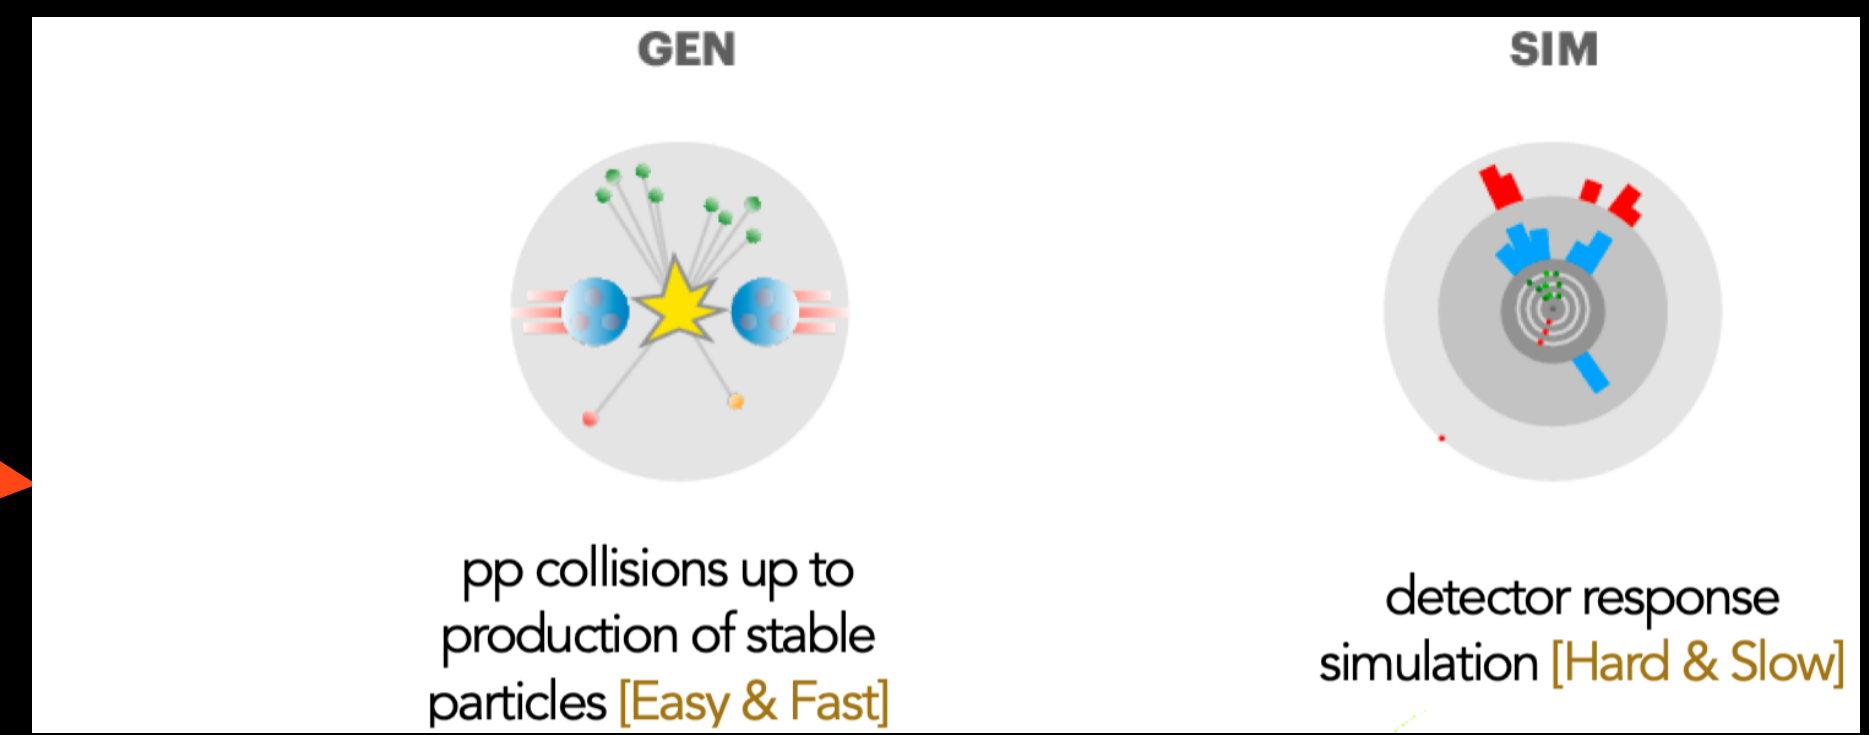 GEN
pp collisions up to
production of stable
particles [Easy & Fast]
SIM
detector response
simulation [Hard & Slow]